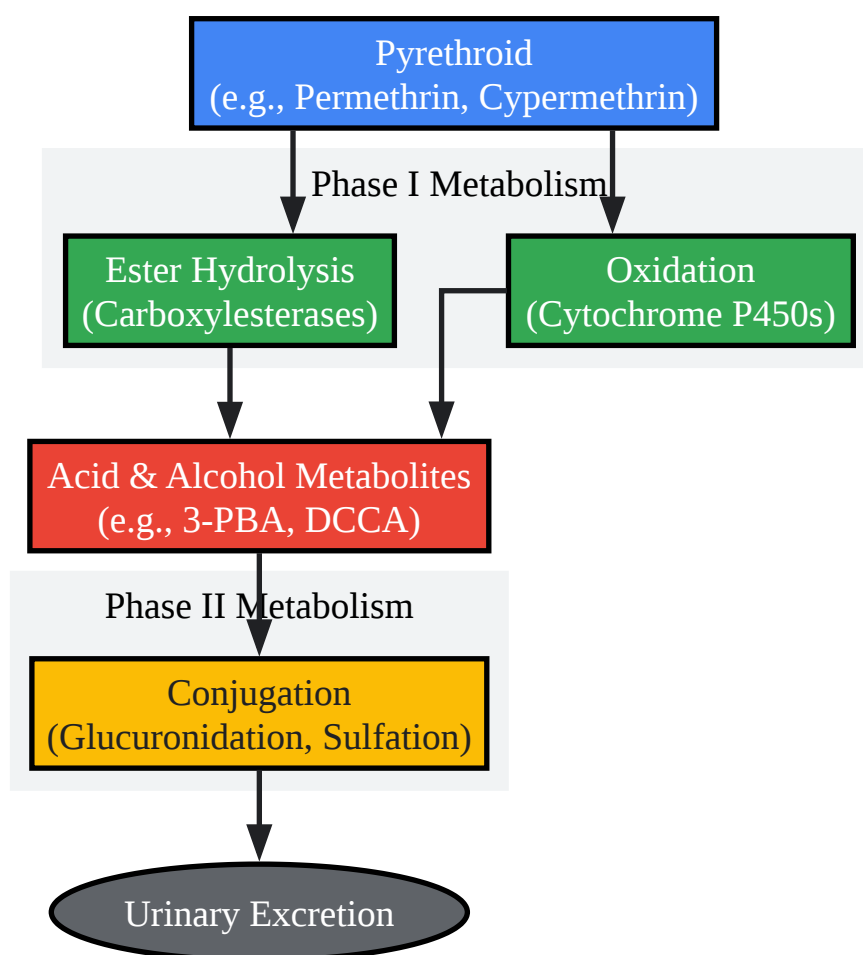 Pyrethroid
(e.g., Permethrin, Cypermethrin)
Phase I Metabolism
Ester Hydrolysis
(Carboxylesterases)
Oxidation
(Cytochrome P450s)
Acid & Alcohol Metabolites
(e.g., 3-PBA, DCCA)
Phase II Metabolism
Conjugation
(Glucuronidation, Sulfation)
Urinary Excretion